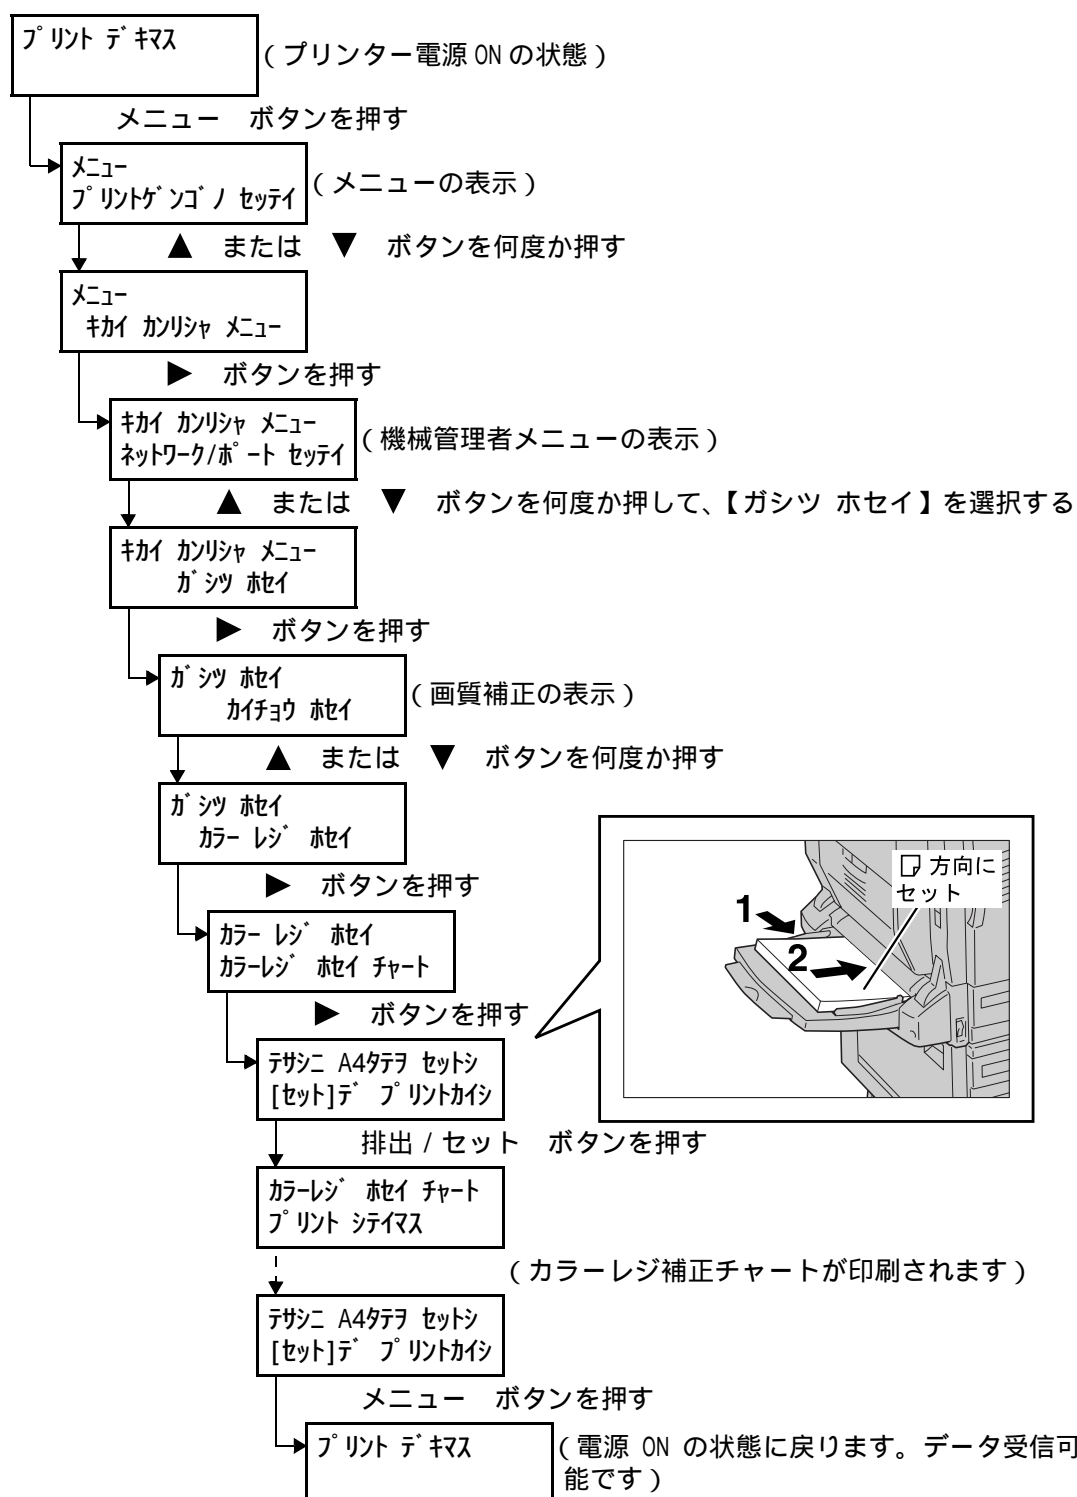 ﾌﾟﾘﾝﾄ ﾃﾞｷﾏｽ
(プリンター電源 ON の状態)
メニュー ボタンを押す
ﾒﾆｭｰ
ﾌﾟﾘﾝﾄｹﾞﾝｺﾞﾉ ｾｯﾃｲ
(メニューの表示)
▲ または ▼ ボタンを何度か押す
ﾒﾆｭｰ
ｷｶｲ ｶﾝﾘｼｬ ﾒﾆｭｰ
▶ ボタンを押す
ｷｶｲ ｶﾝﾘｼｬ ﾒﾆｭｰ
ﾈｯﾄﾜｰｸ/ﾎﾟｰﾄ ｾｯﾃｲ
(機械管理者メニューの表示)
▲ または ▼ ボタンを何度か押して、【ガシツ ホセイ】を選択する
ｷｶｲ ｶﾝﾘｼｬ ﾒﾆｭｰ
ｶﾞｼﾂ ﾎｾｲ
▶ ボタンを押す
ｶﾞｼﾂ ﾎｾｲ
ｶｲﾁｮｳ ﾎｾｲ
(画質補正の表示)
▲ または ▼ ボタンを何度か押す
ｶﾞｼﾂ ﾎｾｲ
ｶﾗｰ ﾚｼﾞ ﾎｾｲ
▶ ボタンを押す
ｶﾗｰ ﾚｼﾞ ﾎｾｲ
ｶﾗｰﾚｼﾞ ﾎｾｲ ﾁｬｰﾄ
▶ ボタンを押す
方向に
セット
1
2
ﾃｻｼﾆ A4ﾀﾃｦ ｾｯﾄｼ
[ｾｯﾄ]ﾃﾞ ﾌﾟﾘﾝﾄｶｲｼ
排出 / セット ボタンを押す
ｶﾗｰﾚｼﾞ ﾎｾｲ ﾁｬｰﾄ
ﾌﾟﾘﾝﾄ ｼﾃｲﾏｽ
(カラーレジ補正チャートが印刷されます)
ﾃｻｼﾆ A4ﾀﾃｦ ｾｯﾄｼ
[ｾｯﾄ]ﾃﾞ ﾌﾟﾘﾝﾄｶｲｼ
メニュー ボタンを押す
ﾌﾟﾘﾝﾄ ﾃﾞｷﾏｽ
(電源 ON の状態に戻ります。データ受信可
能です)